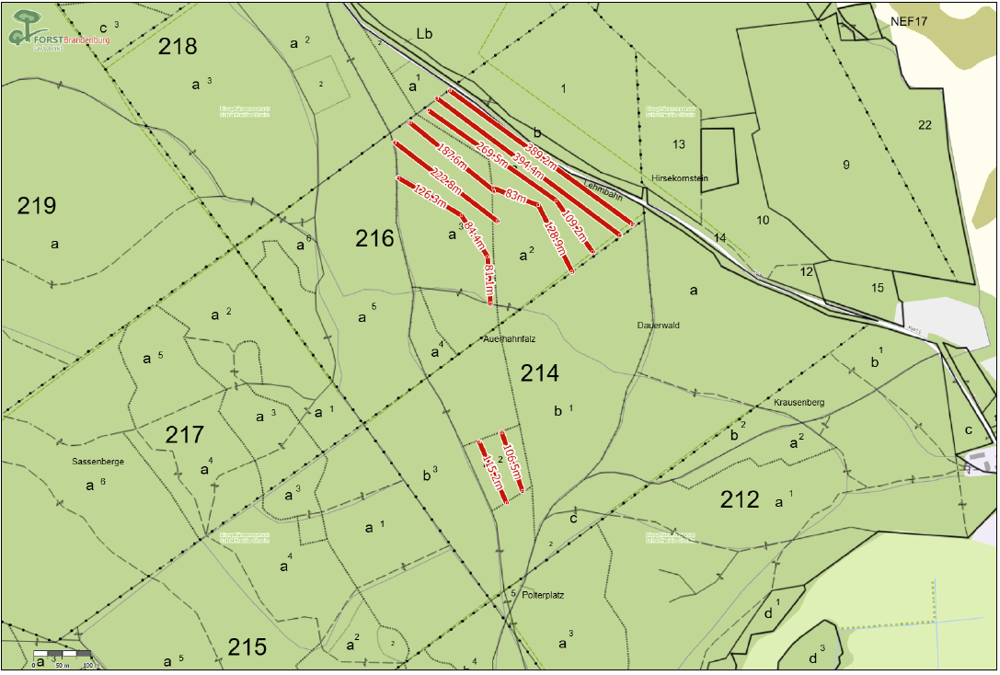 c 3
FORST Brandenburg
Landesbetrieb
218
a 2
2
a 3
2
Lb
a 1
1
b
NEF17
22
13
9
Hirsekornstein
Lehmbahn
10
14
12
15
389.2m
394.4m
269.5m
187.6m
222.8m
126.3m
83m
109.2m
128.9m
84.4m
81.1m
219
a
216
a 3
a 2
a 6
a 5
a 2
a
Dauerwald
Auerhahnfalz
a 4
a 5
214
b 1
b 1
Krausenberg
b 2
a 2
c
a 3
a 1
217
Sassenberge
a 6
a 4
a 3
b 3
2
106.5m
115.2m
212
a 1
c
2
a 1
a 4
5
Polterplatz
d 1
d 3
215
a 2
2
a 3
a 5
4
a 3
0 50 m 100 m